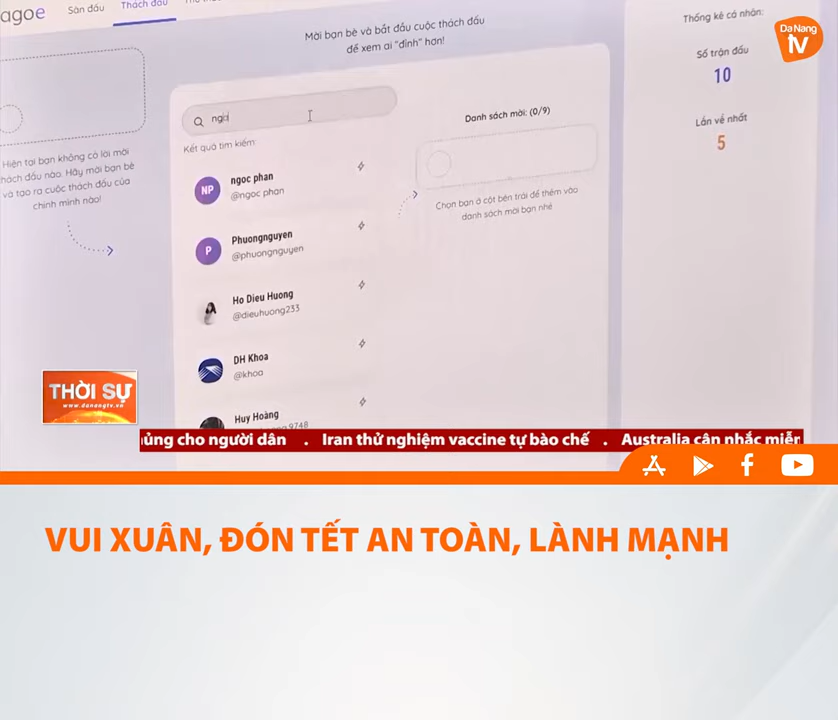 agoe
Sàn đấu
Thách đấu
Mời bạn bè và bắt đầu cuộc thách đấu
để xem ai "đỉnh" hơn!
Thống kê cá nhân:
Da Nang
TV
Số trận đấu
10
Lần về nhất
5
Danh sách mời: (0/9)
Kết quả tìm kiếm:
Hiện tại bạn không có lời mời
thách đấu nào. Hãy mời bạn bè
và tạo ra cuộc thách đấu của
chính mình nào!
NP
ngoc phan
@ngoc phan
Chọn bạn ở cột bên trái để thêm vào
danh sách mời bạn nhé
P
Phuongnguyen
@phuongnguyen
Ho Dieu Huong
@dieuhuong233
DH Khoa
@khoa
Huy Hoàng
THỜI SỰ
www.danangtv.vn
ủng cho người dân . Iran thử nghiệm vaccine tự bào chế . Australia cân nhắc miễn
VUI XUÂN, ĐÓN TẾT AN TOÀN, LÀNH MẠNH